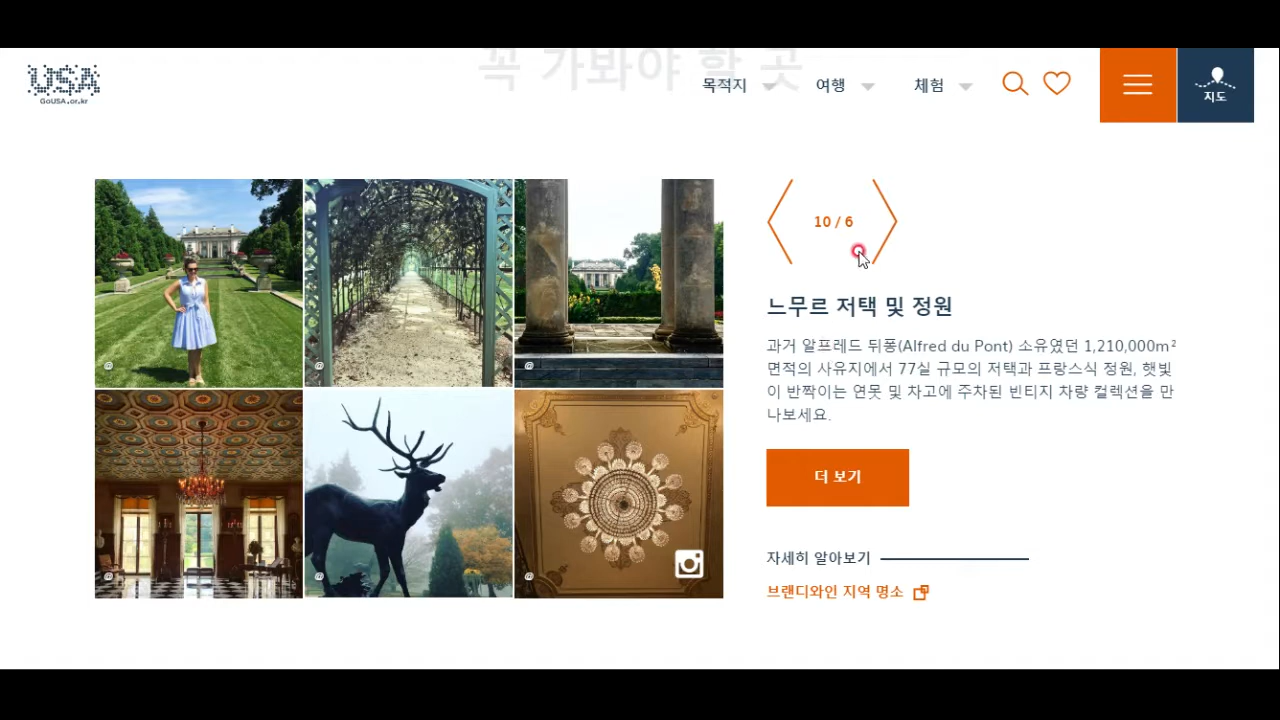 꼭 가봐야 할 곳
USA
GoUSA.or.kr
목적지
여행
체험
지도
10 / 6
느무르 저택 및 정원
과거 알프레드 뒤퐁(Alfred du Pont) 소유였던 1,210,000m²
면적의 사유지에서 77실 규모의 저택과 프랑스식 정원, 햇빛
이 반짝이는 연못 및 차고에 주차된 빈티지 차량 컬렉션을 만
나보세요.
@
@
@
더 보기
자세히 알아보기
@
@
@
브랜디와인 지역 명소